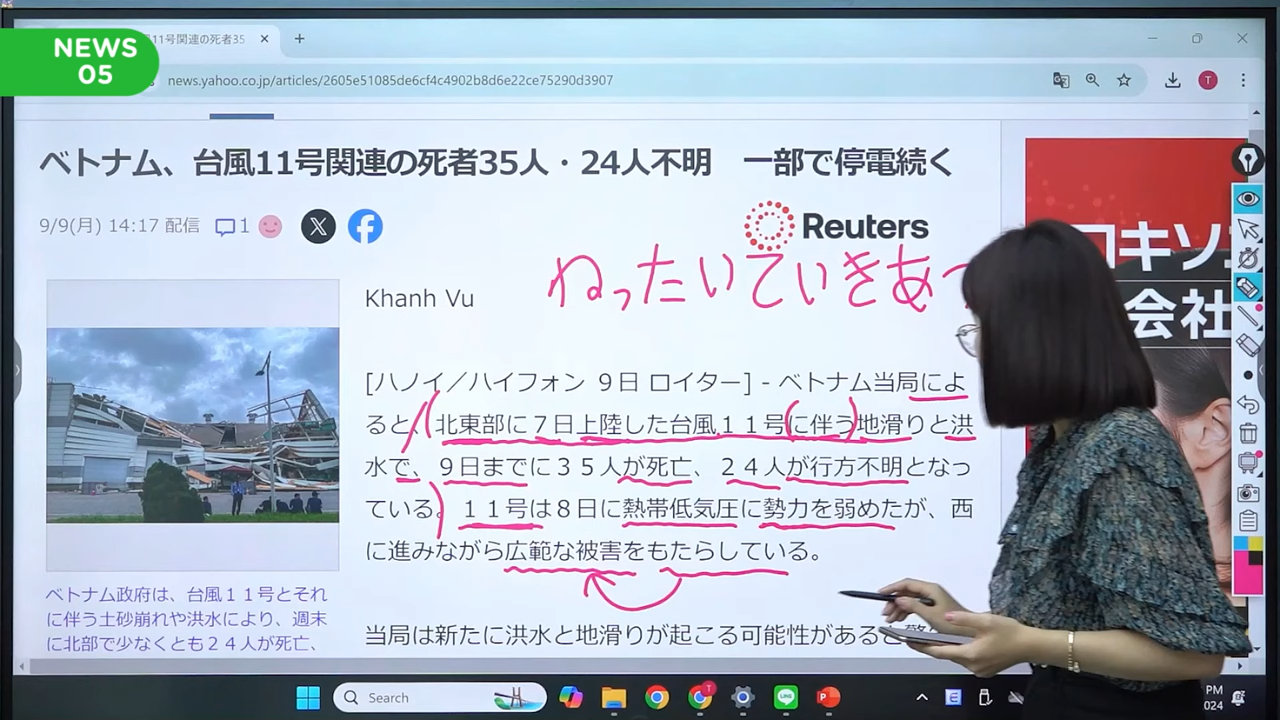 NEWS
05
11号関連の死者35
news.yahoo.co.jp/articles/2605e51085de6cf4c4902b8d6e22ce75290d3907
T
ベトナム、台風11号関連の死者35人・24人不明 一部で停電続く
9/9(月) 14:17 配信
1
X
Reuters
ねったいていきあつ
Khanh Vu
[ハノイ／ハイフォン ９日 ロイター] - ベトナム当局によ
ると、北東部に７日上陸した台風１１号に伴う地滑りと洪
水で、９日までに３５人が死亡、２４人が行方不明となっ
ている。１１号は８日に熱帯低気圧に勢力を弱めたが、西
に進みながら広範な被害をもたらしている。
当局は新たに洪水と地滑りが起こる可能性があると警
ベトナム政府は、台風１１号とそれ
に伴う土砂崩れや洪水により、週末
に北部で少なくとも２４人が死亡、
キソ
会社
Search
T
LINE
P
E
PM
024